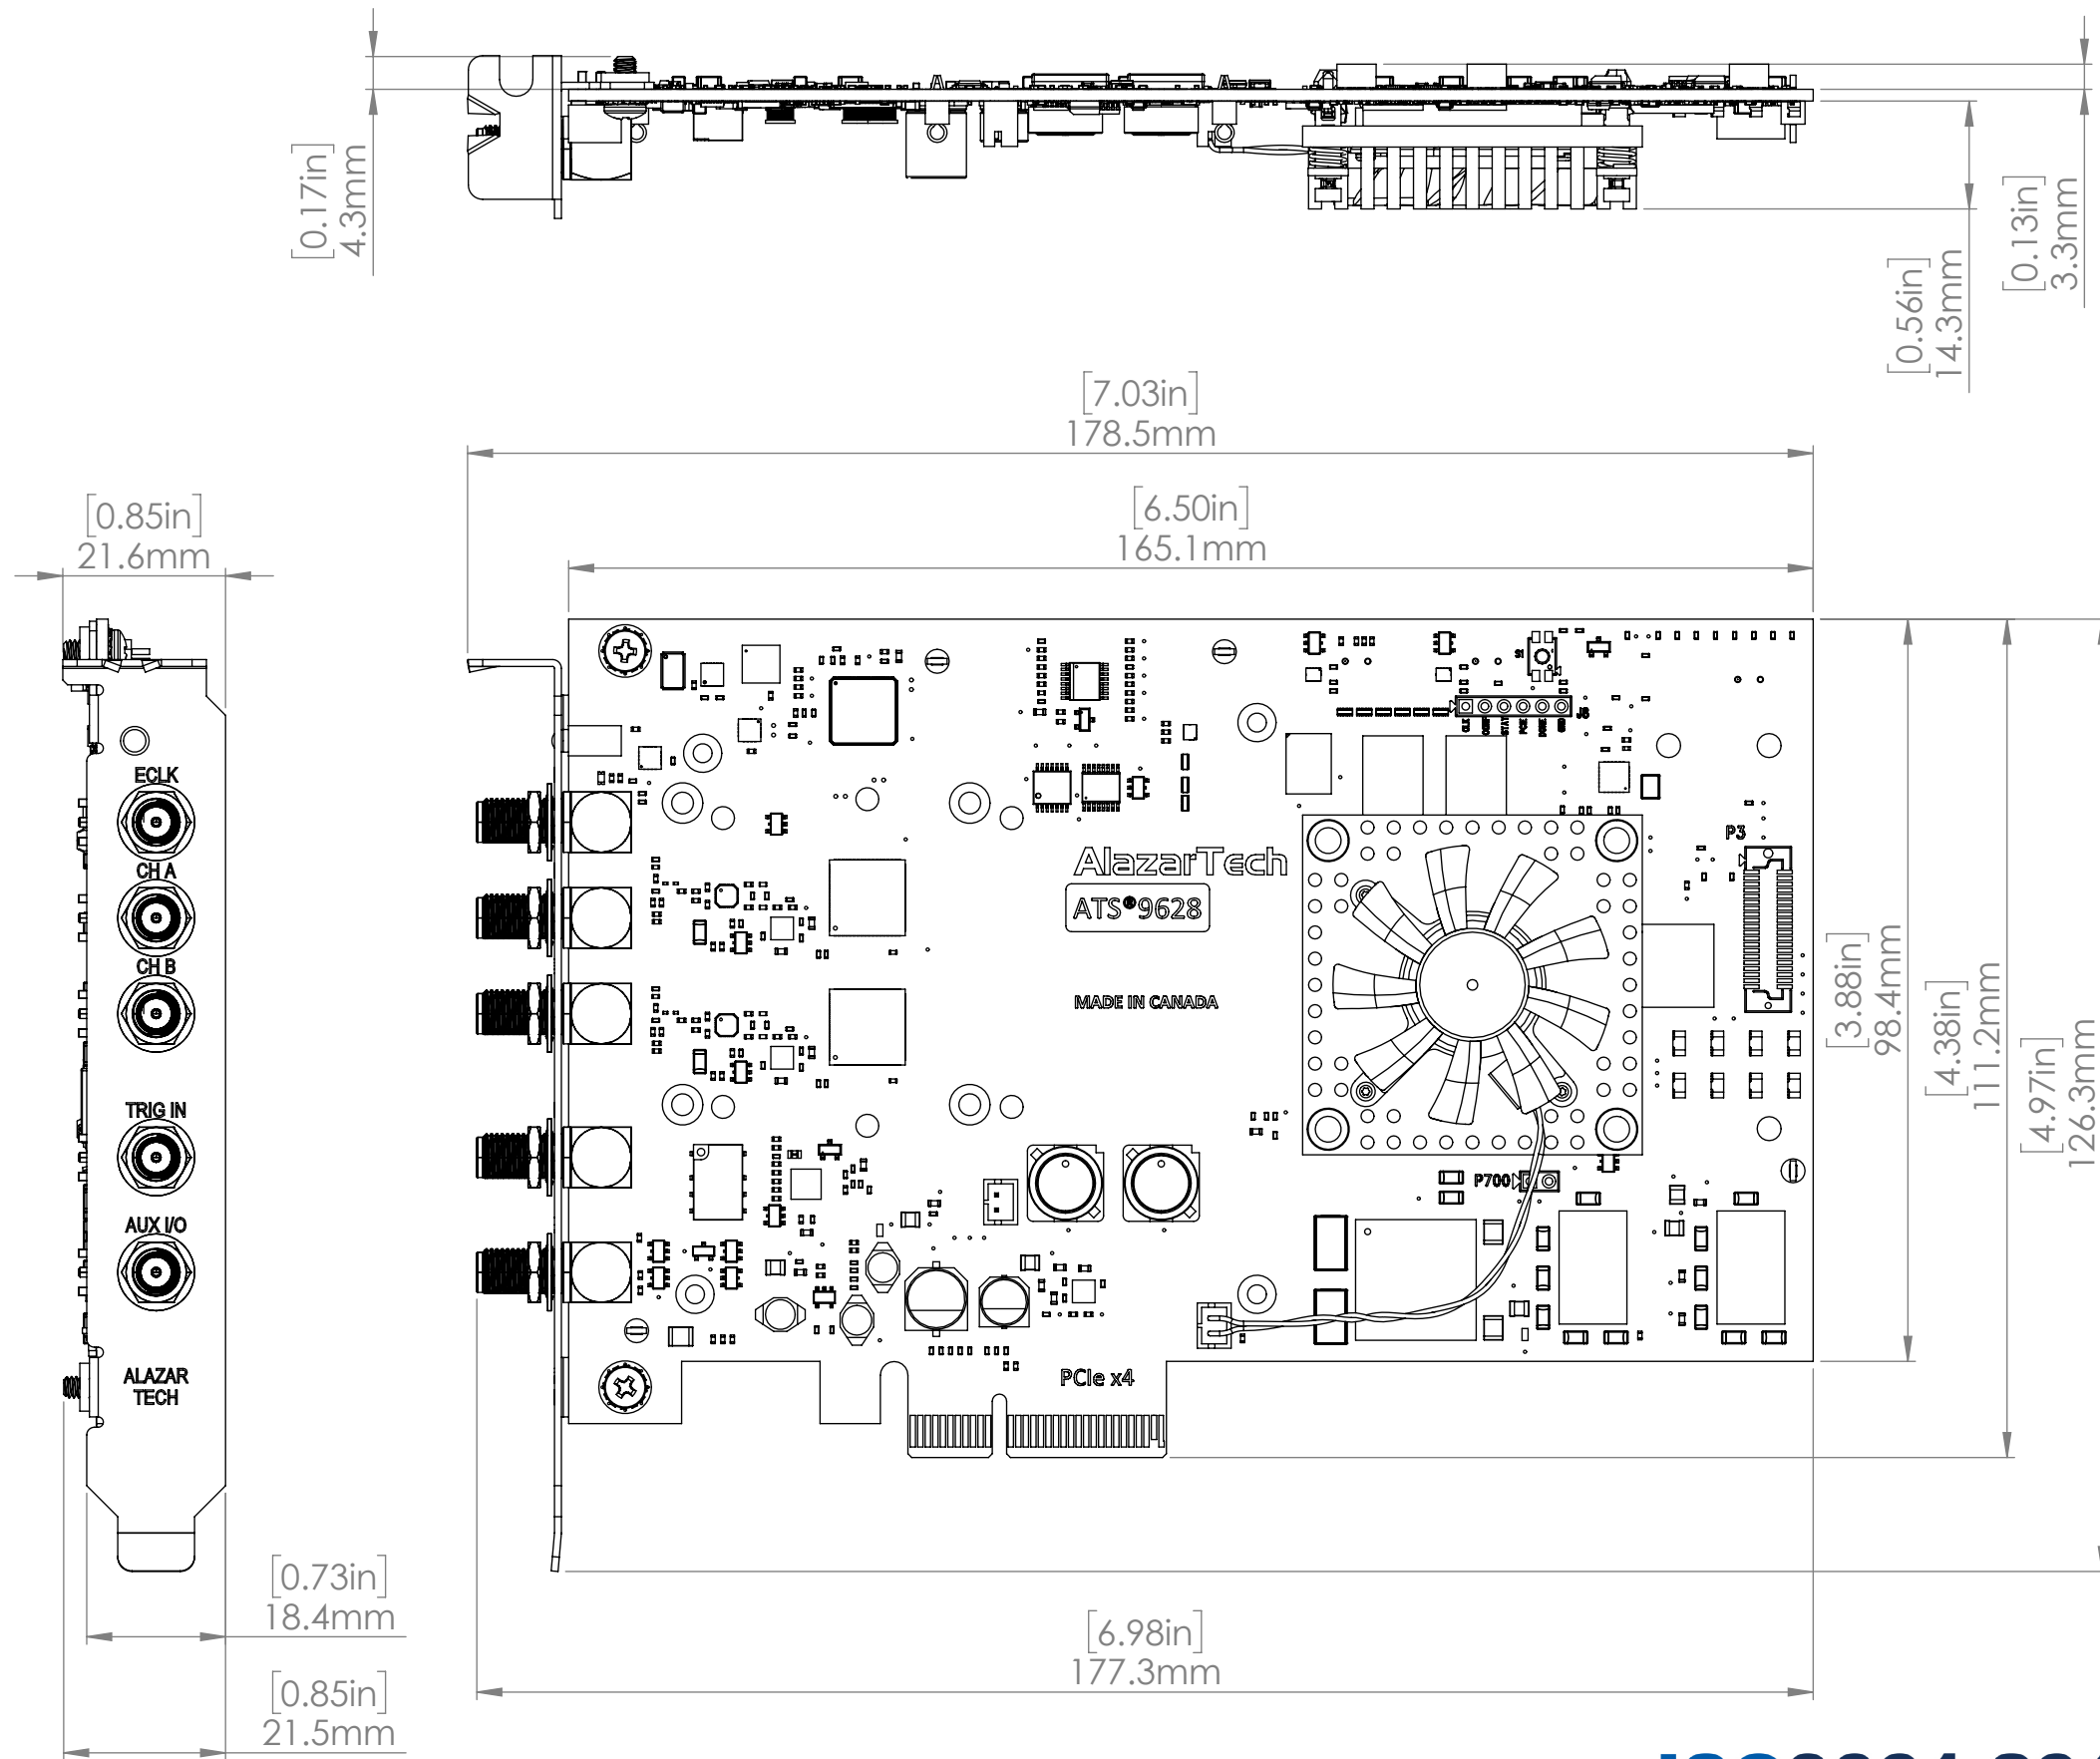 [0.17in]
4.3mm
[0.13in]
3.3mm
[0.56in]
14.3mm
[7.03in]
178.5mm
[6.50in]
165.1mm
[0.85in]
21.6mm
ECLK
CH A
CH B
TRIG IN
AUX I/O
ALAZAR
TECH
CLK
STAT
GND
P3
AlazarTech
ATS®9628
MADE IN CANADA
P700
PCIe x4
[3.88in]
98.4mm
[4.38in]
111.2mm
[4.97in]
126.3mm
[0.73in]
18.4mm
[0.85in]
21.5mm
[6.98in]
177.3mm